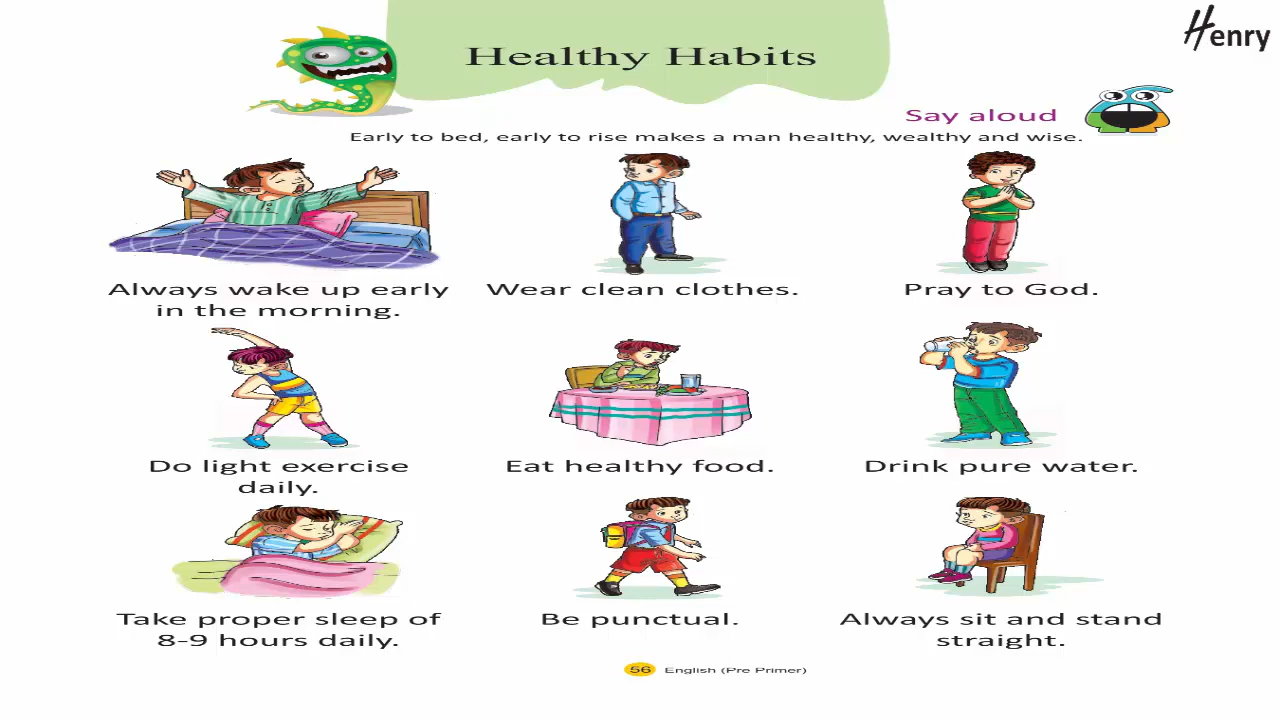 Henry
Healthy Habits
Say aloud
Early to bed, early to rise makes a man healthy, wealthy and wise.
Always wake up early
in the morning.
Wear clean clothes.
Pray to God.
Do light exercise
daily.
Eat healthy food.
Drink pure water.
Take proper sleep of
8-9 hours daily.
Be punctual.
Always sit and stand
straight.
56 English (Pre Primer)